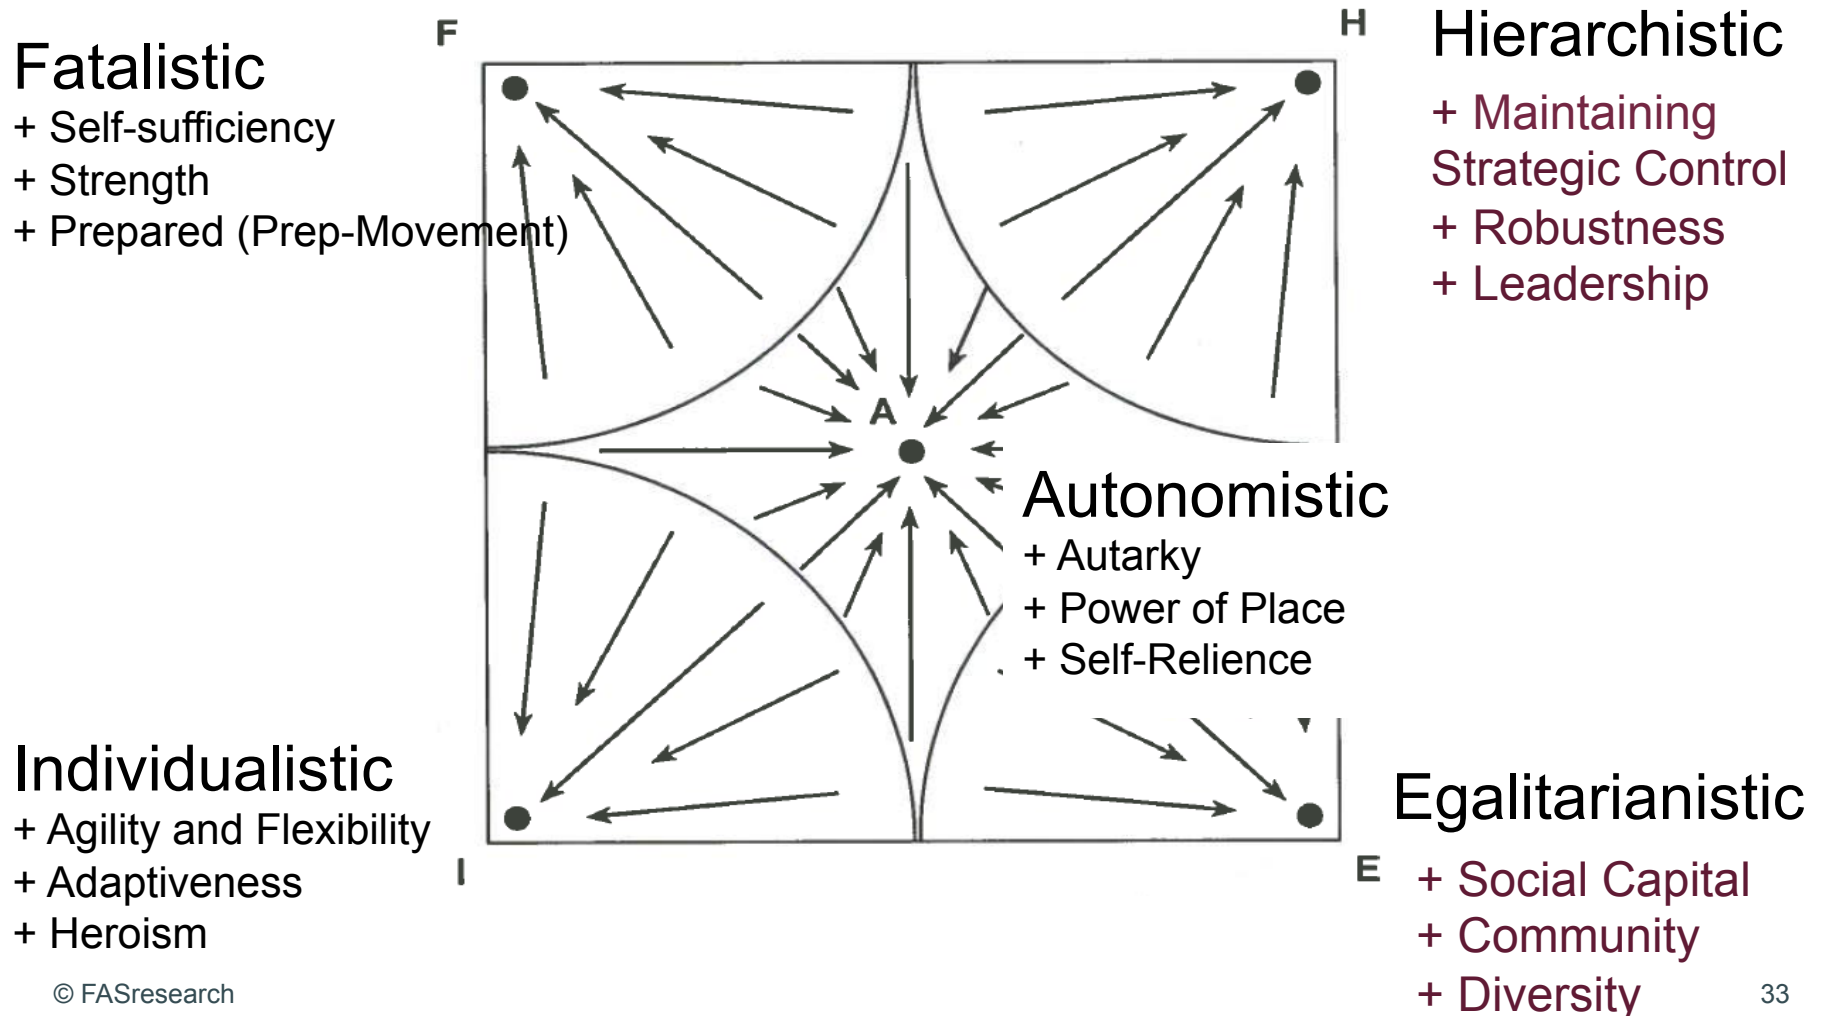 F
H
Fatalistic
+ Self-sufficiency
+ Strength
+ Prepared (Prep-Movement)
Hierarchistic
+ Maintaining
Strategic Control
+ Robustness
+ Leadership
A
Autonomistic
+ Autarky
+ Power of Place
+ Self-Relience
Individualistic
+ Agility and Flexibility
+ Adaptiveness
+ Heroism
I
E
Egalitarianistic
+ Social Capital
+ Community
+ Diversity
© FASresearch
33